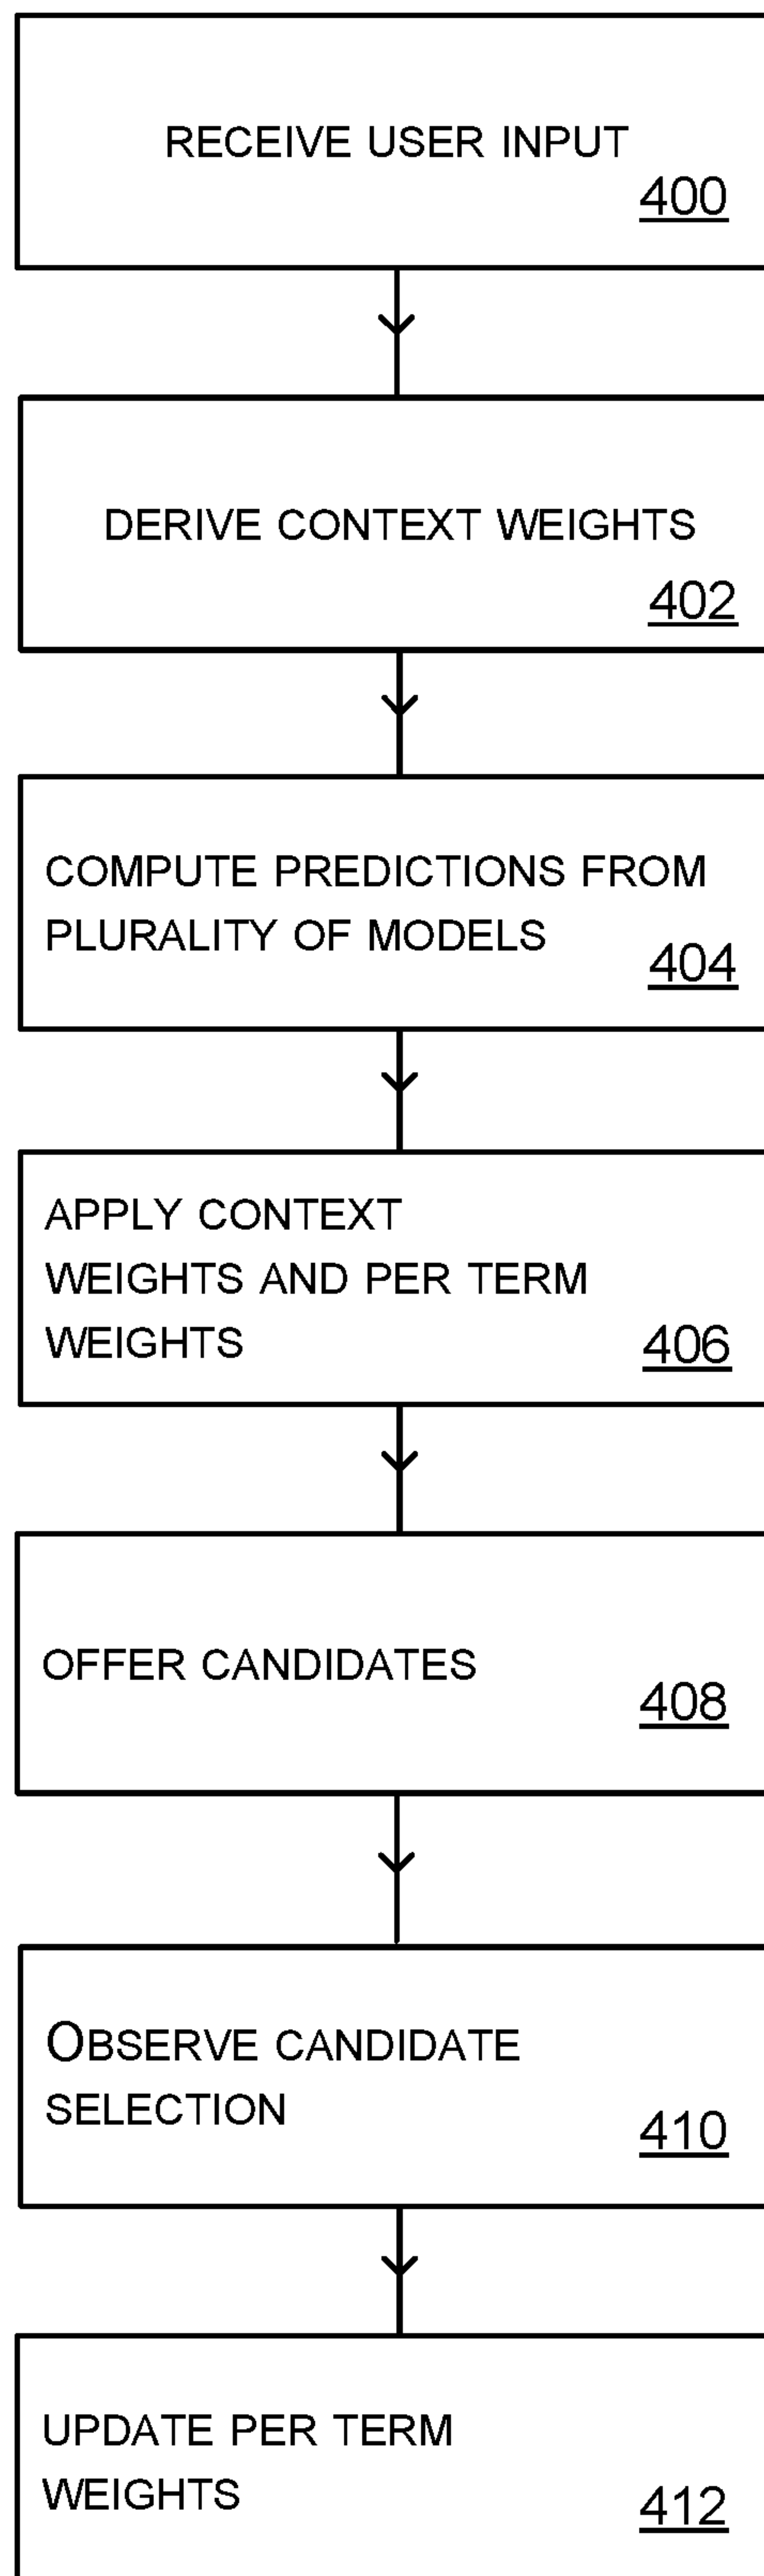 RECEIVE USER INPUT
400
DERIVE CONTEXT WEIGHTS
402
COMPUTE PREDICTIONS FROM
PLURALITY OF MODELS
404
APPLY CONTEXT
WEIGHTS AND PER TERM
WEIGHTS
406
OFFER CANDIDATES
408
OBSERVE CANDIDATE
SELECTION
410
UPDATE PER TERM
WEIGHTS
412